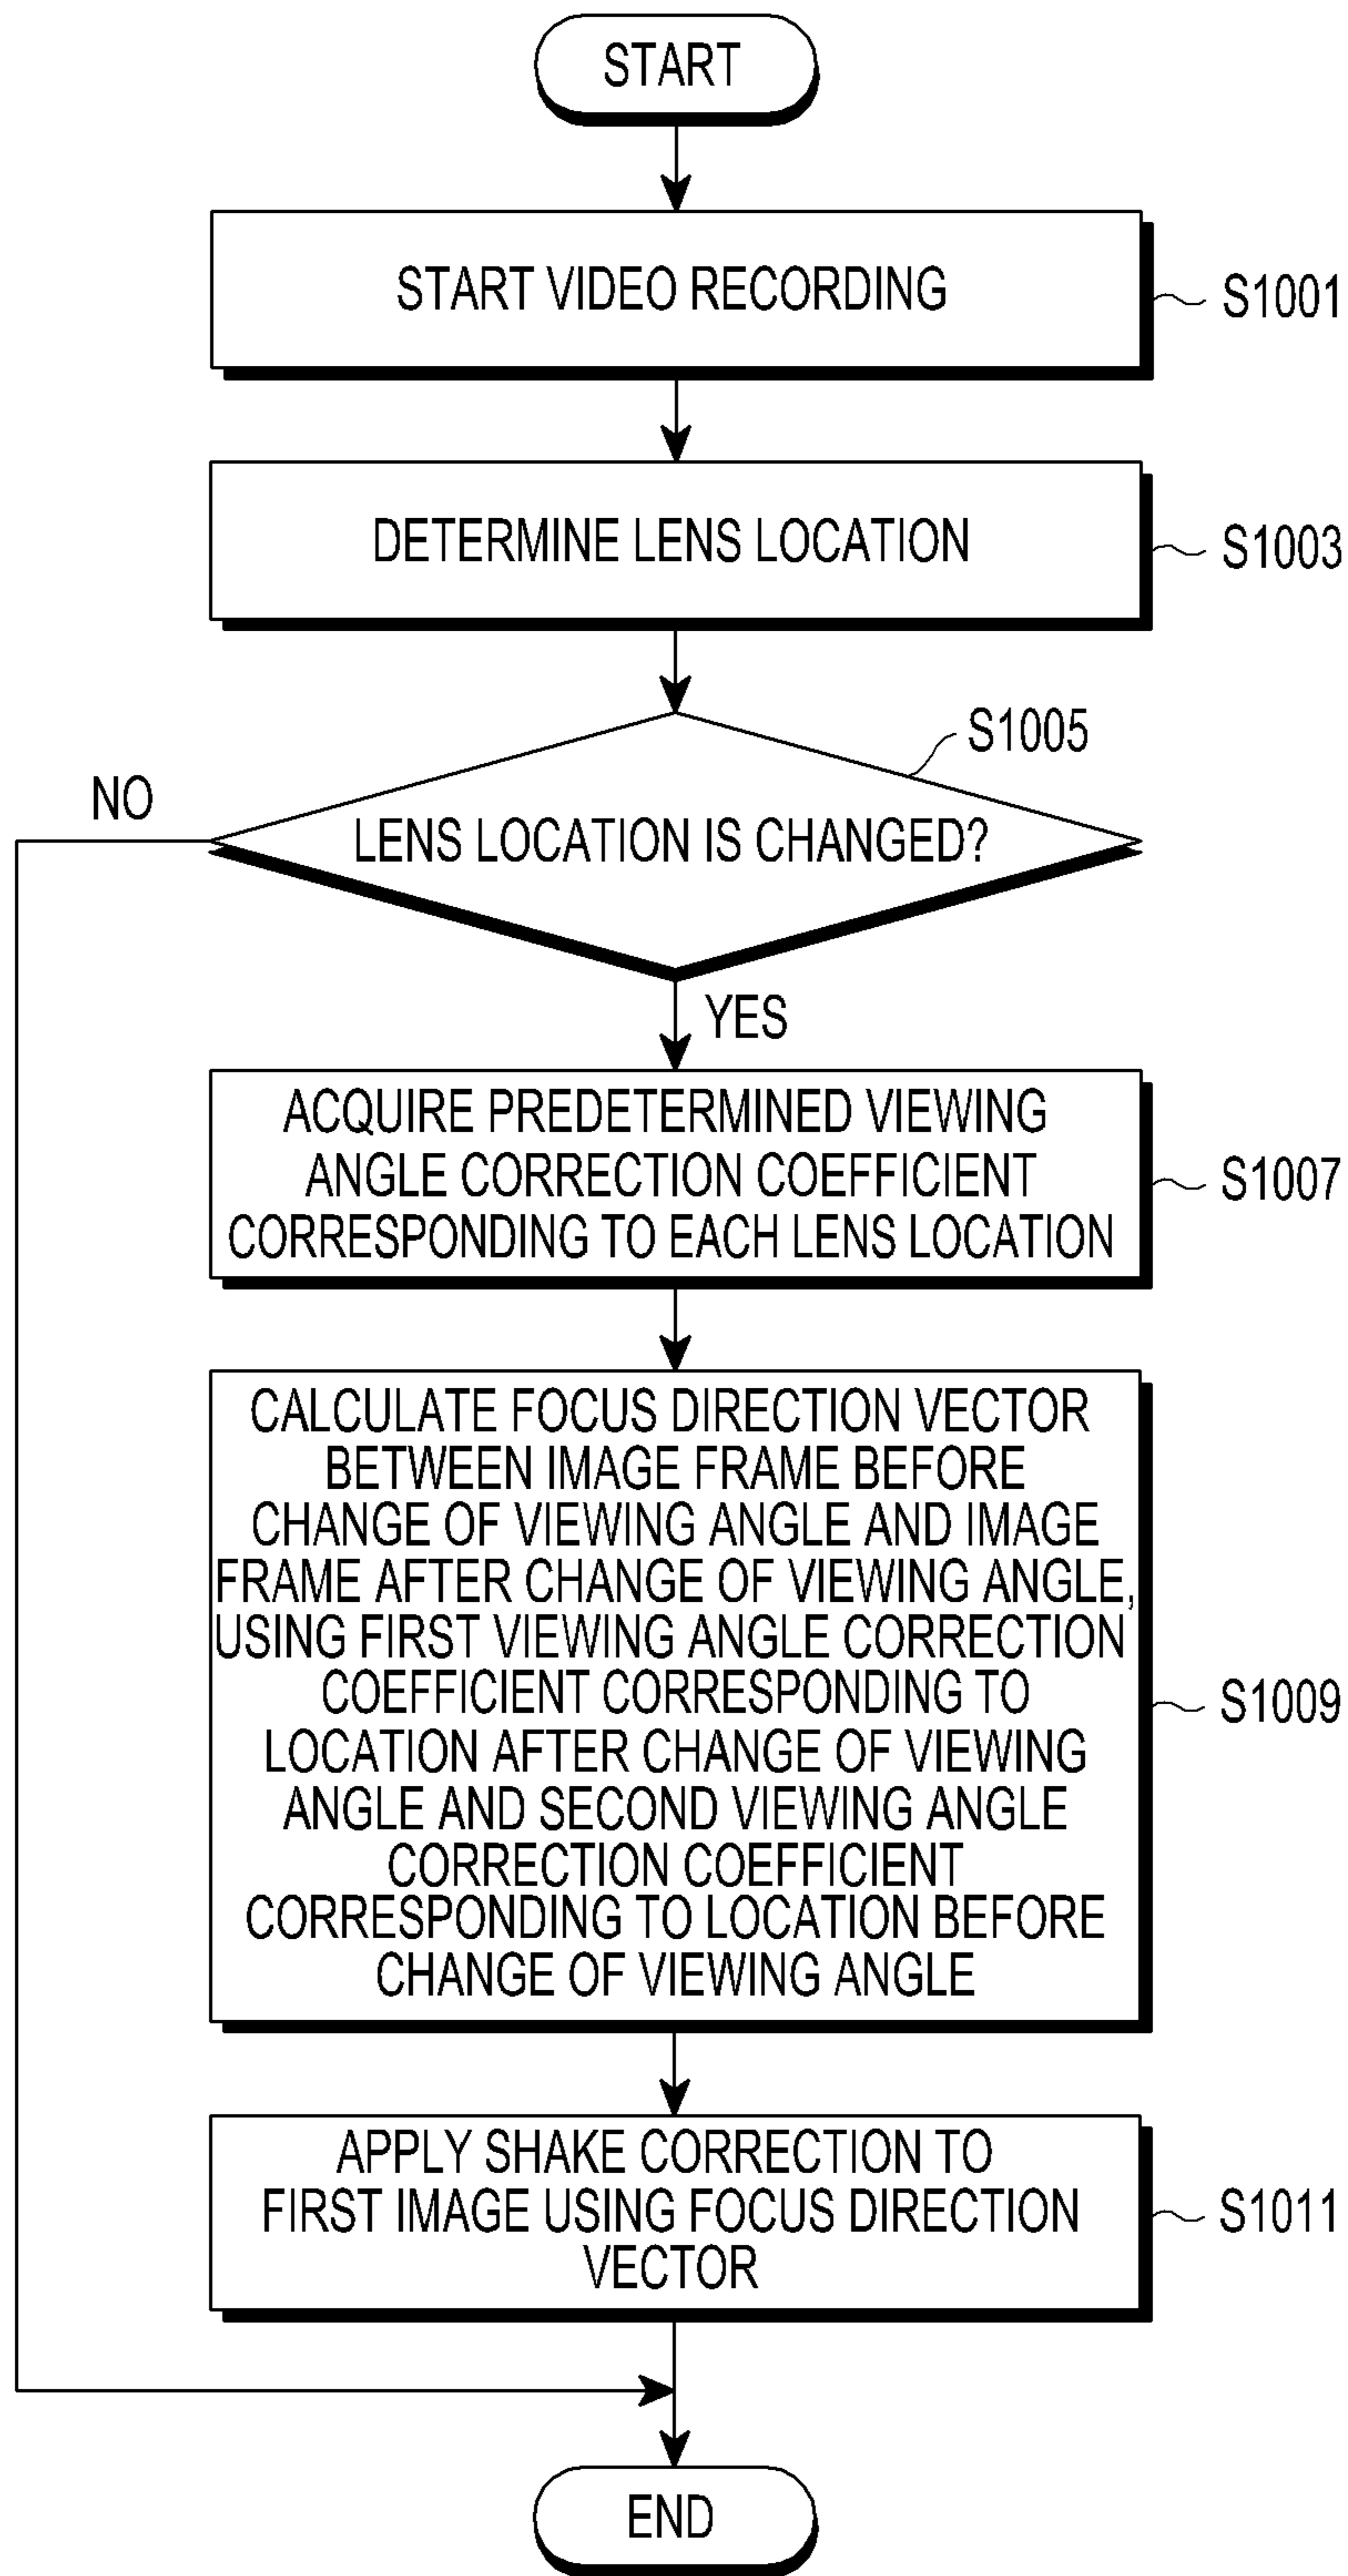 START
START VIDEO RECORDING
S1001
DETERMINE LENS LOCATION
S1003
S1005
NO
LENS LOCATION IS CHANGED?
YES
ACQUIRE PREDETERMINED VIEWING
ANGLE CORRECTION COEFFICIENT
CORRESPONDING TO EACH LENS LOCATION
S1007
CALCULATE FOCUS DIRECTION VECTOR
BETWEEN IMAGE FRAME BEFORE
CHANGE OF VIEWING ANGLE AND IMAGE
FRAME AFTER CHANGE OF VIEWING ANGLE,
USING FIRST VIEWING ANGLE CORRECTION
COEFFICIENT CORRESPONDING TO
LOCATION AFTER CHANGE OF VIEWING
ANGLE AND SECOND VIEWING ANGLE
CORRECTION COEFFICIENT
CORRESPONDING TO LOCATION BEFORE
CHANGE OF VIEWING ANGLE
S1009
APPLY SHAKE CORRECTION TO
FIRST IMAGE USING FOCUS DIRECTION
VECTOR
S1011
END